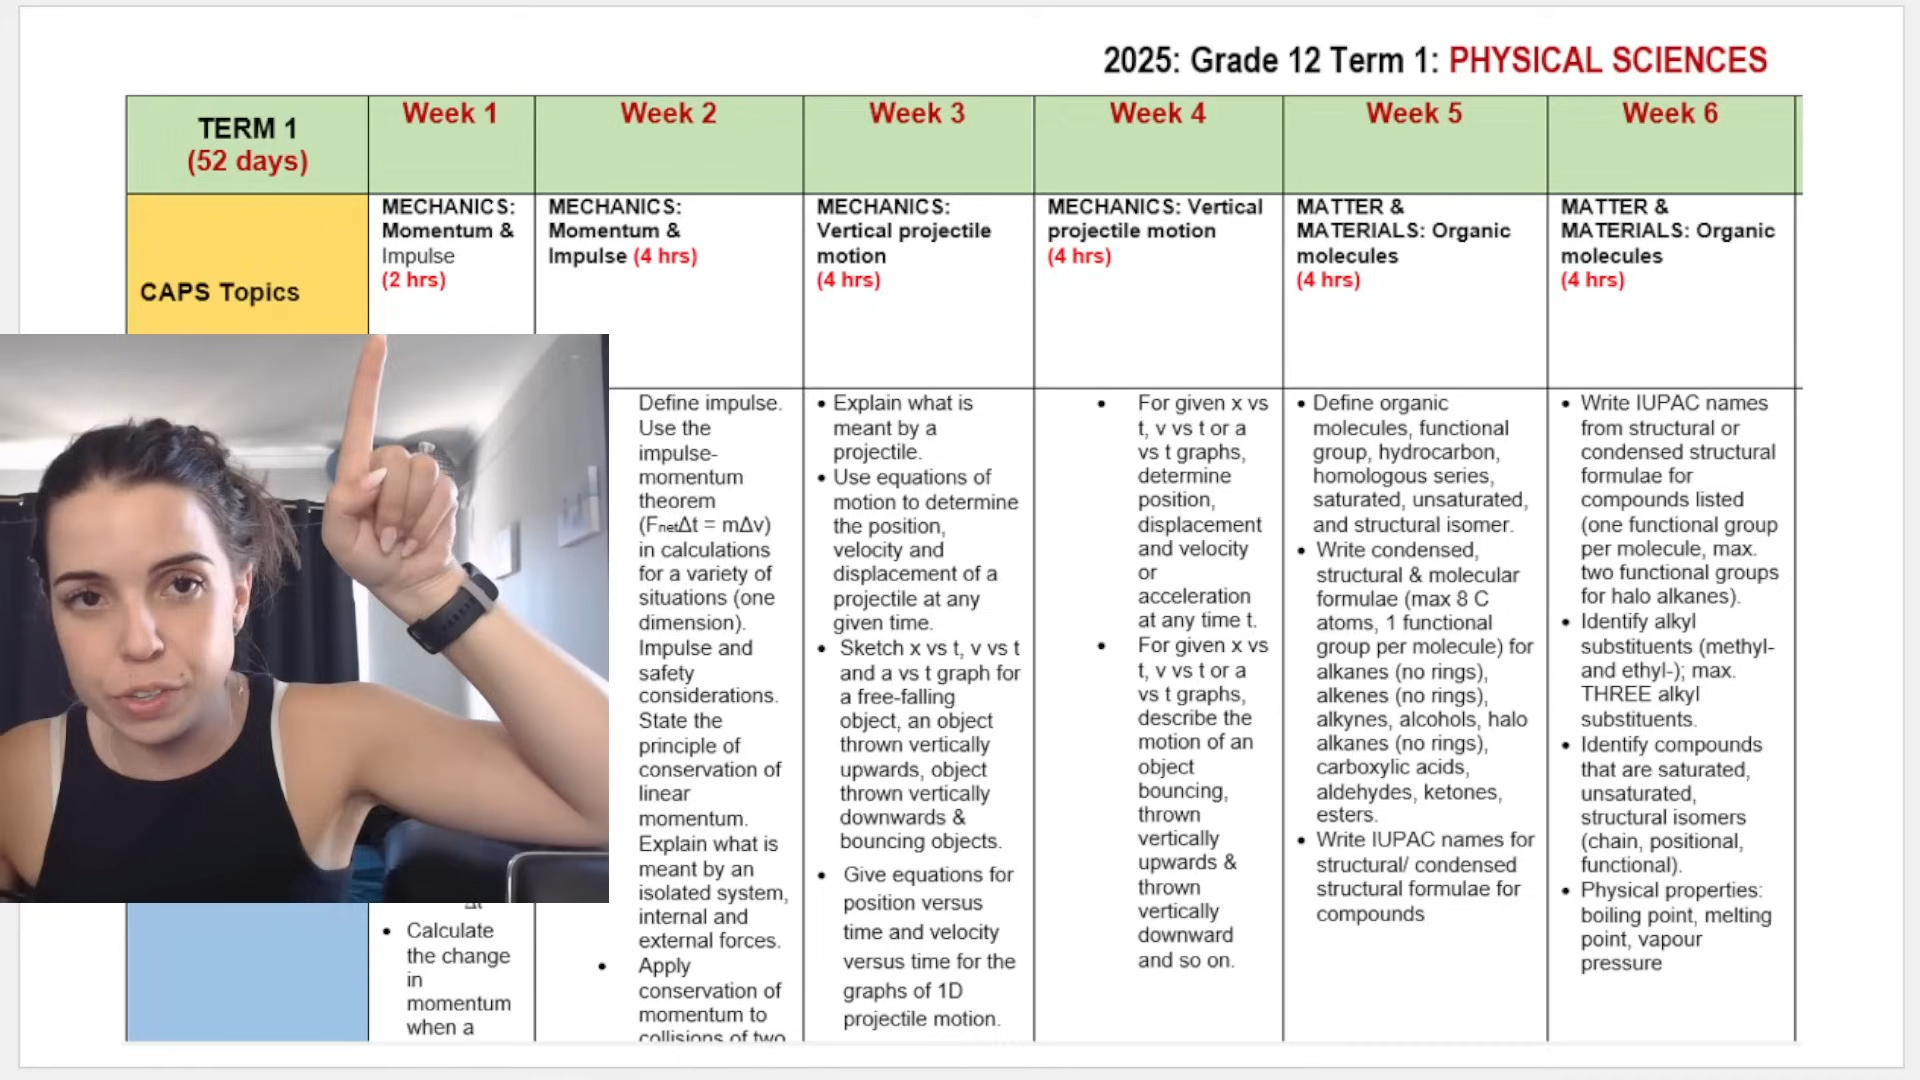 2025: Grade 12 Term 1: PHYSICAL SCIENCES
TERM 1
(52 days)
Week 1
Week 2
Week 3
Week 4
Week 5
Week 6
CAPS Topics
MECHANICS:
Momentum &
Impulse
(2 hrs)
MECHANICS:
Momentum &
Impulse (4 hrs)
MECHANICS:
Vertical projectile
motion
(4 hrs)
MECHANICS: Vertical
projectile motion
(4 hrs)
MATTER &
MATERIALS: Organic
molecules
(4 hrs)
MATTER &
MATERIALS: Organic
molecules
(4 hrs)
Δt
• Calculate
the change
in
momentum
when a
Define impulse.
Use the
impulse-
momentum
theorem
(FnetΔt = mΔv)
in calculations
for a variety of
situations (one
dimension).
Impulse and
safety
considerations.
State the
principle of
conservation of
linear
momentum.
Explain what is
meant by an
isolated system,
internal and
external forces.
• Apply
conservation of
momentum to
collisions of two
• Explain what is
meant by a
projectile.
• Use equations of
motion to determine
the position,
velocity and
displacement of a
projectile at any
given time.
• Sketch x vs t, v vs t
and a vs t graph for
a free-falling
object, an object
thrown vertically
upwards, object
thrown vertically
downwards &
bouncing objects.
• Give equations for
position versus
time and velocity
versus time for the
graphs of 1D
projectile motion.
• For given x vs
t, v vs t or a
vs t graphs,
determine
position,
displacement
and velocity
or
acceleration
at any time t.
• For given x vs
t, v vs t or a
vs t graphs,
describe the
motion of an
object
bouncing,
thrown
vertically
upwards &
thrown
vertically
downward
and so on.
• Define organic
molecules, functional
group, hydrocarbon,
homologous series,
saturated, unsaturated,
and structural isomer.
• Write condensed,
structural & molecular
formulae (max 8 C
atoms, 1 functional
group per molecule) for
alkanes (no rings),
alkenes (no rings),
alkynes, alcohols, halo
alkanes (no rings),
carboxylic acids,
aldehydes, ketones,
esters.
• Write IUPAC names for
structural/ condensed
structural formulae for
compounds
• Write IUPAC names
from structural or
condensed structural
formulae for
compounds listed
(one functional group
per molecule, max.
two functional groups
for halo alkanes).
• Identify alkyl
substituents (methyl-
and ethyl-); max.
THREE alkyl
substituents.
• Identify compounds
that are saturated,
unsaturated,
structural isomers
(chain, positional,
functional).
• Physical properties:
boiling point, melting
point, vapour
pressure